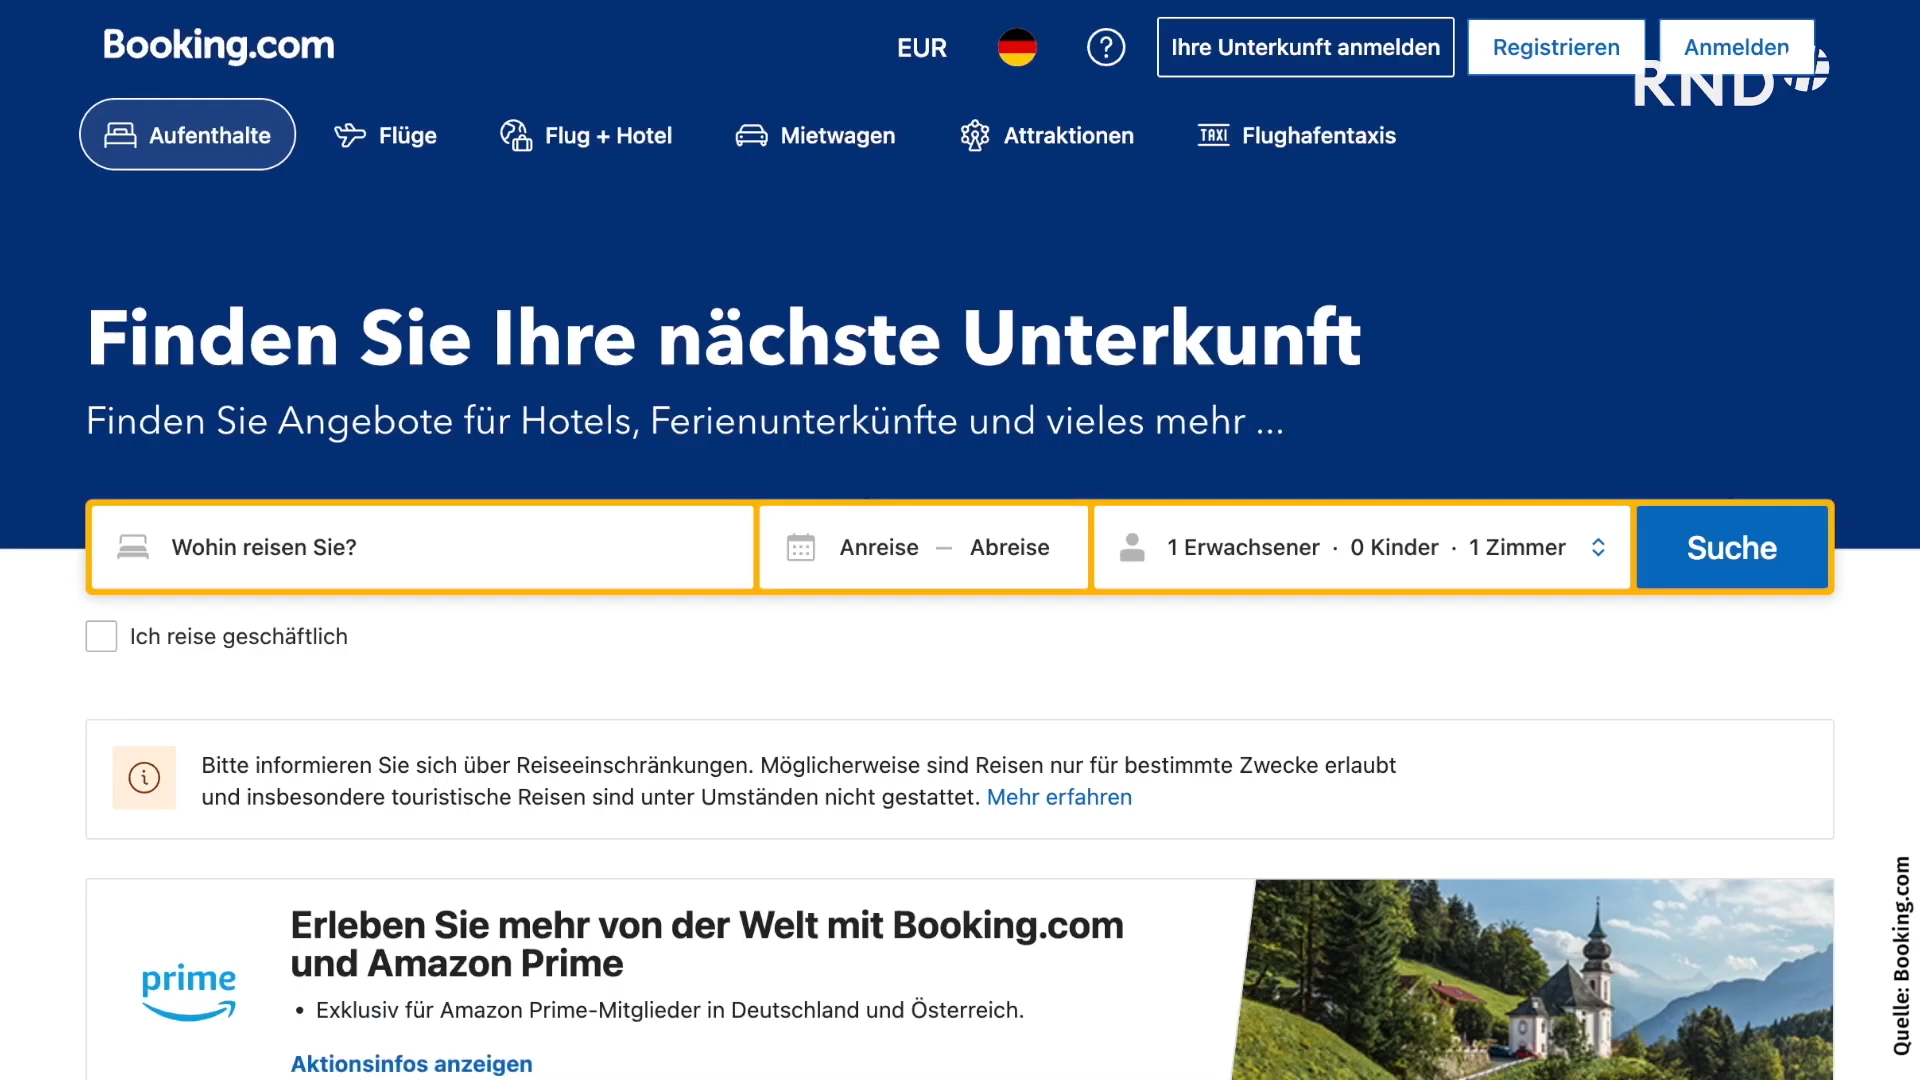 Booking.com
EUR
Ihre Unterkunft anmelden
Registrieren
Anmelden
RND
Aufenthalte
Flüge
Flug + Hotel
Mietwagen
Attraktionen
TAXI Flughafentaxis
Finden Sie Ihre nächste Unterkunft
Finden Sie Angebote für Hotels, Ferienunterkünfte und vieles mehr ...
Wohin reisen Sie?
Anreise — Abreise
1 Erwachsener · 0 Kinder · 1 Zimmer
Suche
Ich reise geschäftlich
Bitte informieren Sie sich über Reiseeinschränkungen. Möglicherweise sind Reisen nur für bestimmte Zwecke erlaubt
und insbesondere touristische Reisen sind unter Umständen nicht gestattet. Mehr erfahren
Erleben Sie mehr von der Welt mit Booking.com
und Amazon Prime
prime
• Exklusiv für Amazon Prime-Mitglieder in Deutschland und Österreich.
Aktionsinfos anzeigen
Quelle: Booking.com